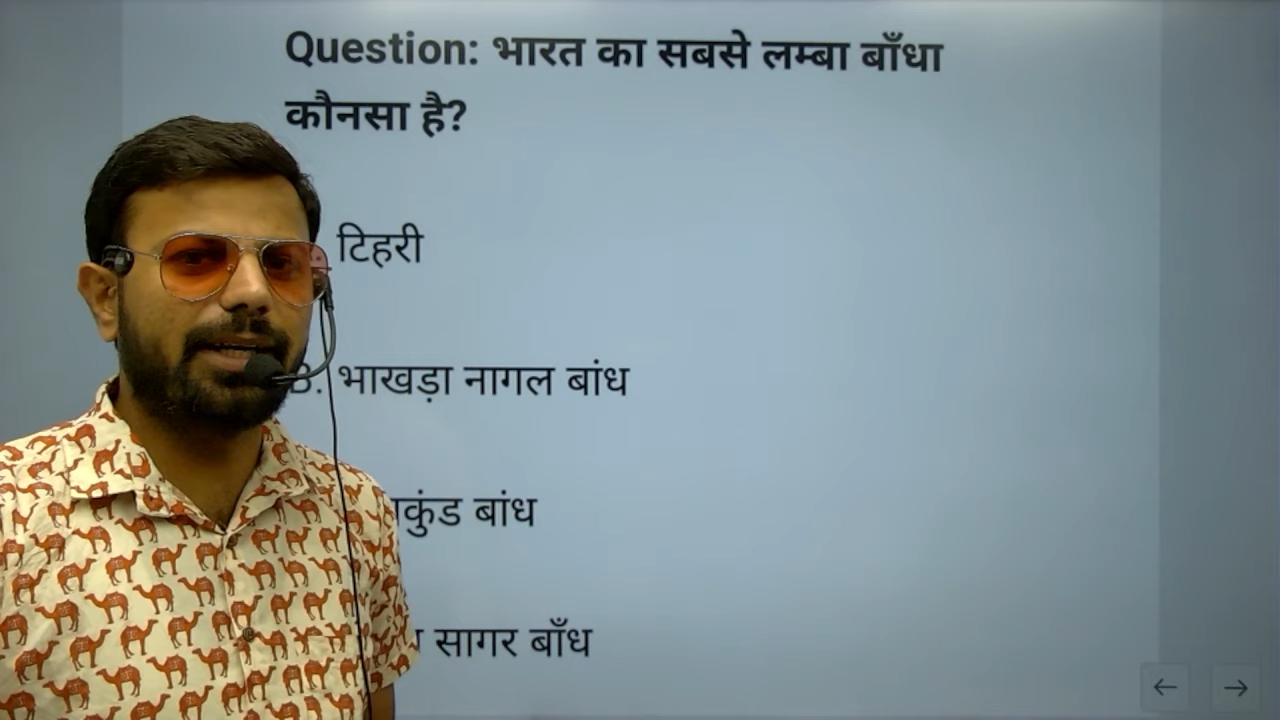 Question: भारत का सबसे लम्बा बाँधा
कौनसा है?
टिहरी
B. भाखड़ा नागल बांध
बांध
सागर बाँध